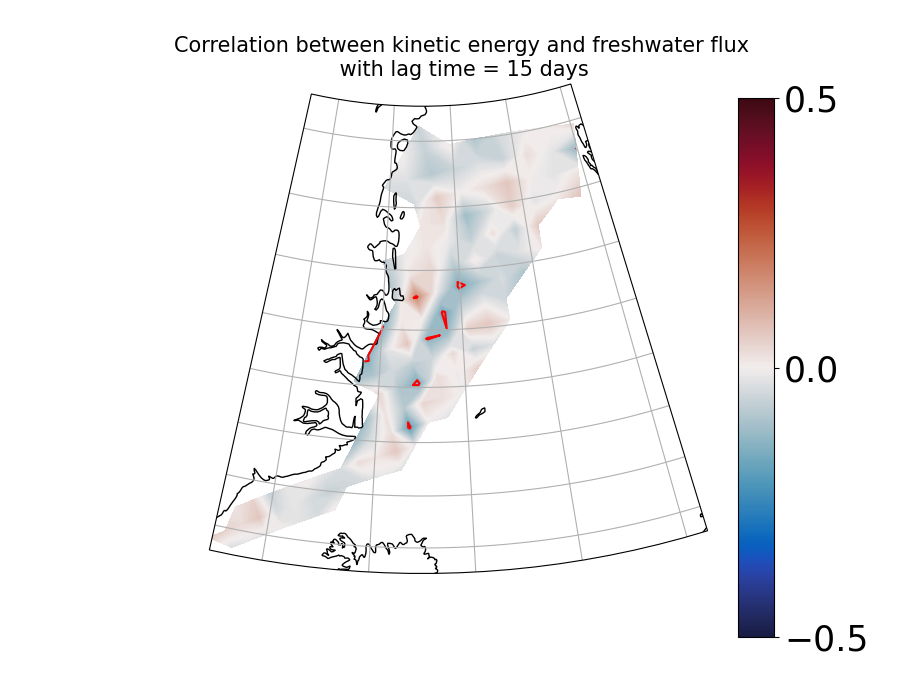 Correlation between kinetic energy and freshwater flux
with lag time = 15 days
0.5
0.0
−0.5